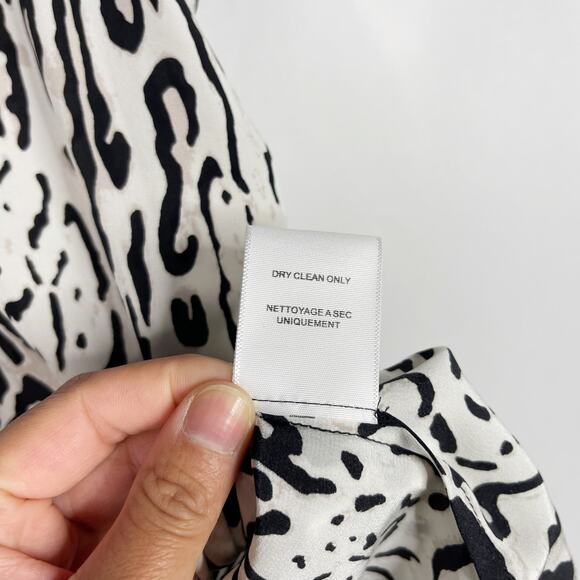 DRY CLEAN ONLY
NETTOYAGE A SEC
UNIQUEMENT